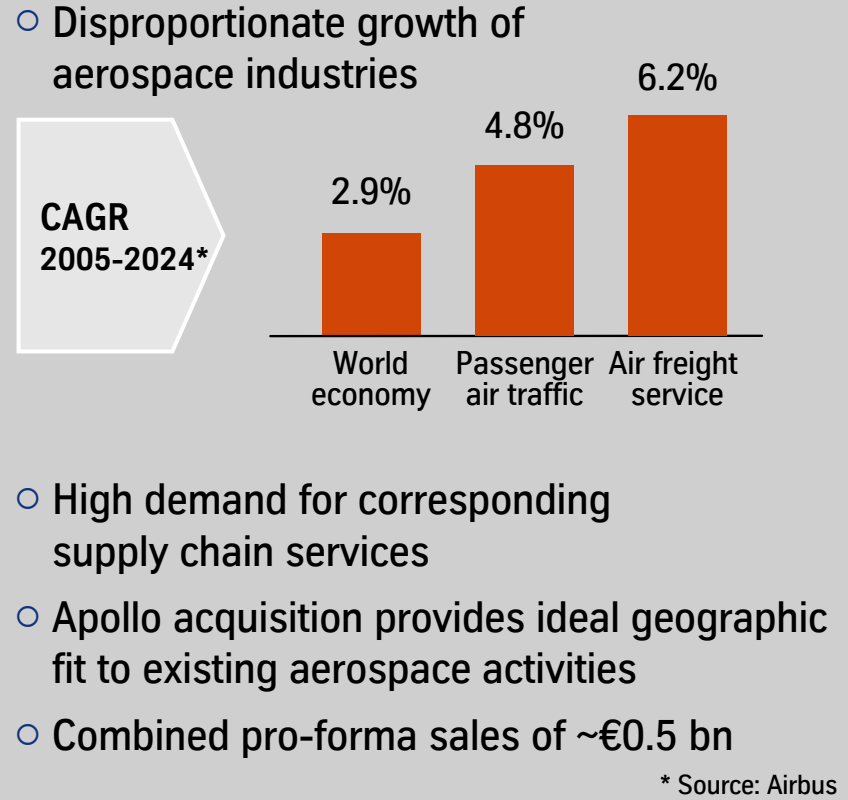 Disproportionate growth of
aerospace industries
CAGR
2005-2024*
2.9%
4.8%
6.2%
World
economy
Passenger
air traffic
Air freight
service
High demand for corresponding
supply chain services
Apollo acquisition provides ideal geographic
fit to existing aerospace activities
Combined pro-forma sales of ~€0.5 bn
* Source: Airbus